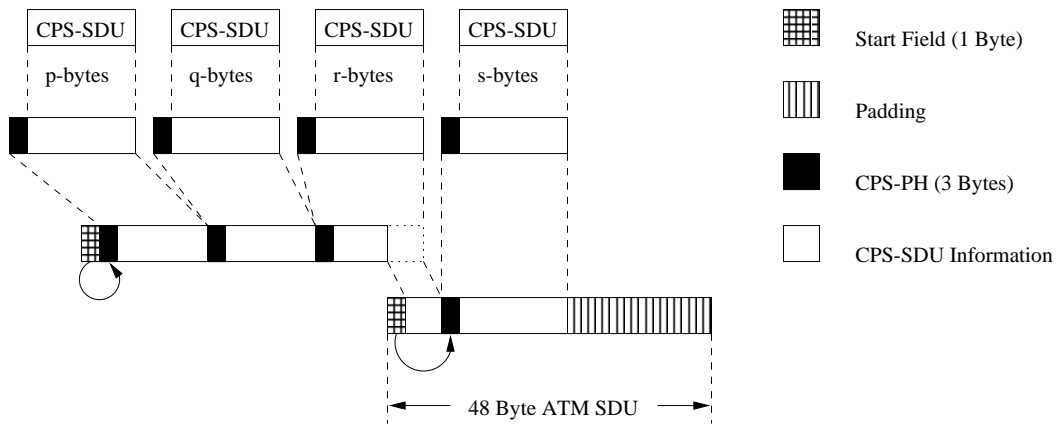 CPS-SDU CPS-SDU CPS-SDU CPS-SDU
p-bytes q-bytes r-bytes s-bytes
48 Byte ATM SDU
Start Field (1 Byte)
Padding
CPS-PH (3 Bytes)
CPS-SDU Information